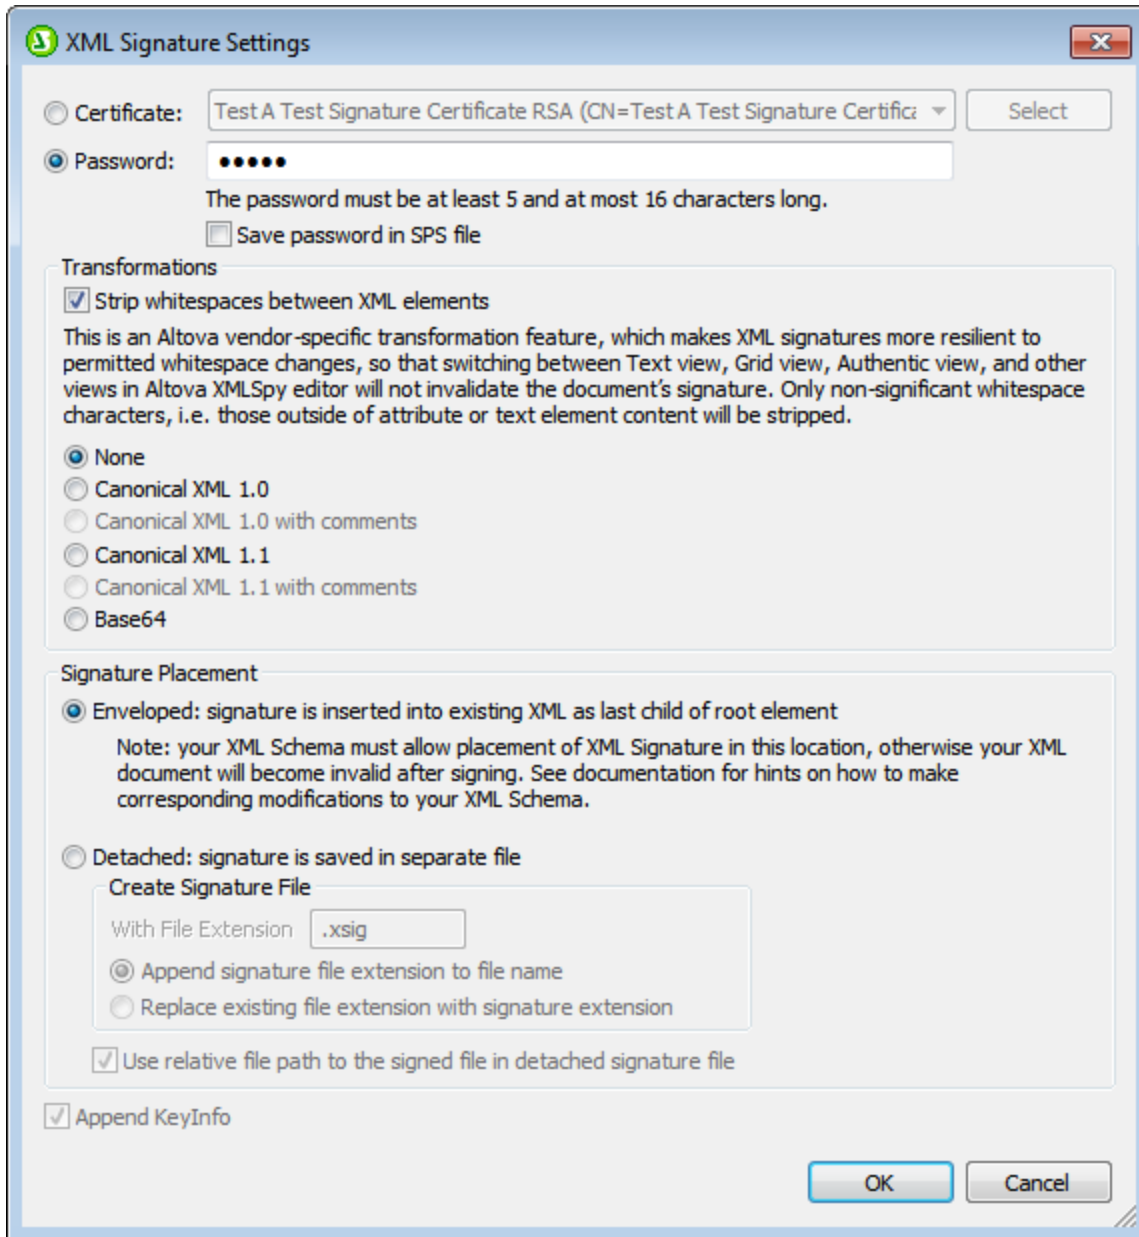 XML Signature Settings
Certificate: Test A Test Signature Certificate RSA (CN=Test A Test Signature Certifica Select
Password: •••••
The password must be at least 5 and at most 16 characters long.
Save password in SPS file
Transformations
Strip whitespaces between XML elements
This is an Altova vendor-specific transformation feature, which makes XML signatures more resilient to
permitted whitespace changes, so that switching between Text view, Grid view, Authentic view, and other
views in Altova XMLSpy editor will not invalidate the document's signature. Only non-significant whitespace
characters, i.e. those outside of attribute or text element content will be stripped.
None
Canonical XML 1.0
Canonical XML 1.0 with comments
Canonical XML 1.1
Canonical XML 1.1 with comments
Base64
Signature Placement
Enveloped: signature is inserted into existing XML as last child of root element
Note: your XML Schema must allow placement of XML Signature in this location, otherwise your XML
document will become invalid after signing. See documentation for hints on how to make
corresponding modifications to your XML Schema.
Detached: signature is saved in separate file
Create Signature File
With File Extension .xsig
Append signature file extension to file name
Replace existing file extension with signature extension
Use relative file path to the signed file in detached signature file
Append KeyInfo
OK Cancel